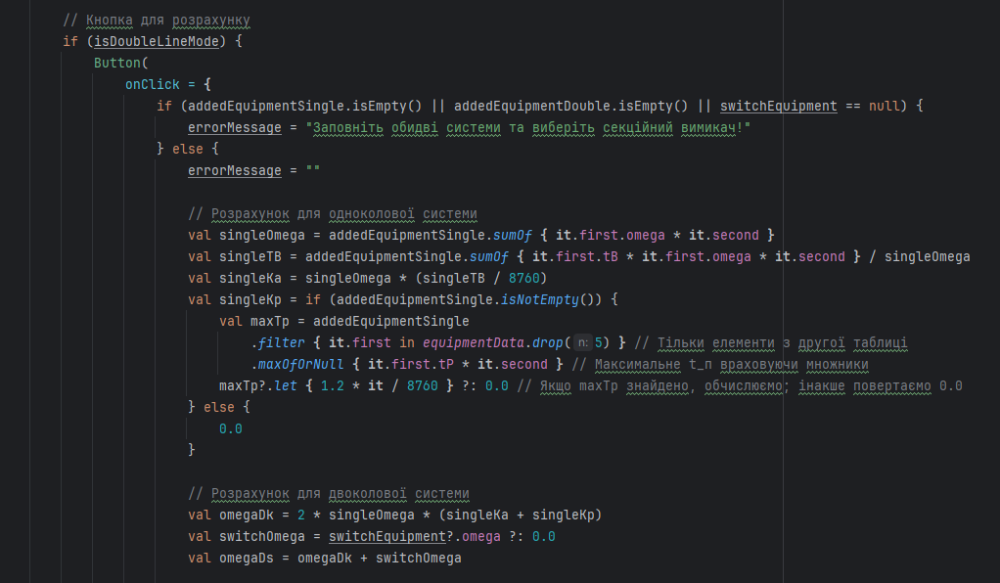 // Кнопка для розрахунку
if (isDoubleLineMode) {
Button(
onClick = {
if (addedEquipmentSingle.isEmpty() || addedEquipmentDouble.isEmpty() || switchEquipment == null) {
errorMessage = "Заповніть обидві системи та виберіть секційний вимикач!"
} else {
errorMessage = ""
// Розрахунок для одноколової системи
val singleOmega = addedEquipmentSingle.sumOf { it.first.omega * it.second }
val singleTB = addedEquipmentSingle.sumOf { it.first.tB * it.first.omega * it.second } / singleOmega
val singleKa = singleOmega * (singleTB / 8760)
val singleKp = if (addedEquipmentSingle.isNotEmpty()) {
val maxTp = addedEquipmentSingle
.filter { it.first in equipmentData.drop( n: 5) } // Тільки елементи з другої таблиці
.maxOfOrNull { it.first.tP * it.second } // Максимальне t_п враховуючи множники
maxTp?.let { 1.2 * it / 8760 } ?: 0.0 // Якщо maxTp знайдено, обчислюємо; інакше повертаємо 0.0
} else {
0.0
}
// Розрахунок для двоколової системи
val omegaDk = 2 * singleOmega * (singleKa + singleKp)
val switchOmega = switchEquipment?.omega ?: 0.0
val omegaDs = omegaDk + switchOmega